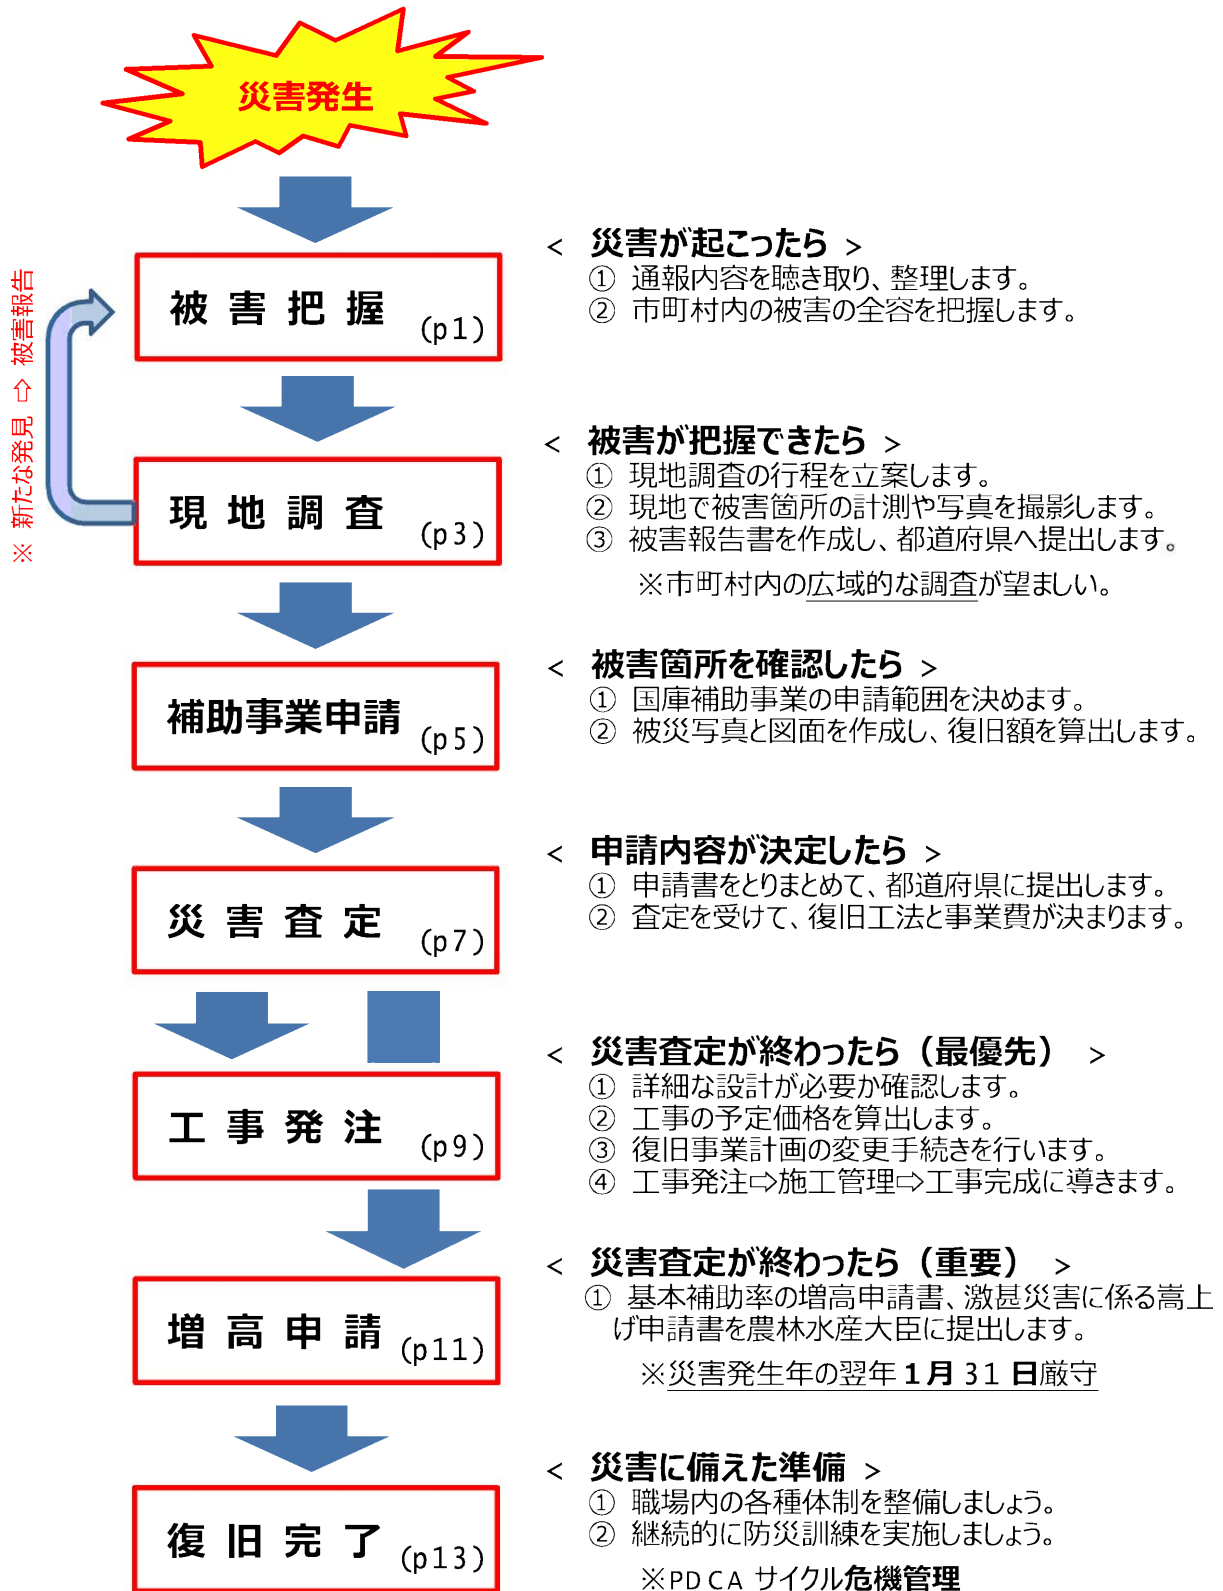 災害発生
< 災害が起こったら >
① 通報内容を聴き取り、整理します。
② 市町村内の被害の全容を把握します。
被害把握 (p1)
※ 新たな発見 ⇨ 被害報告
< 被害が把握できたら >
① 現地調査の行程を立案します。
② 現地で被害箇所の計測や写真を撮影します。
③ 被害報告書を作成し、都道府県へ提出します。
※市町村内の広域的な調査が望ましい。
現地調査 (p3)
< 被害箇所を確認したら >
① 国庫補助事業の申請範囲を決めます。
② 被災写真と図面を作成し、復旧額を算出します。
補助事業申請 (p5)
< 申請内容が決定したら >
① 申請書をとりまとめて、都道府県に提出します。
② 査定を受けて、復旧工法と事業費が決まります。
災害査定 (p7)
< 災害査定が終わったら（最優先） >
① 詳細な設計が必要か確認します。
② 工事の予定価格を算出します。
③ 復旧事業計画の変更手続きを行います。
④ 工事発注⇨施工管理⇨工事完成に導きます。
工事発注 (p9)
< 災害査定が終わったら（重要） >
① 基本補助率の増高申請書、激甚災害に係る嵩上
げ申請書を農林水産大臣に提出します。
※災害発生年の翌年1月31日厳守
増高申請 (p11)
< 災害に備えた準備 >
① 職場内の各種体制を整備しましょう。
② 継続的に防災訓練を実施しましょう。
※PDCA サイクル危機管理
復旧完了 (p13)